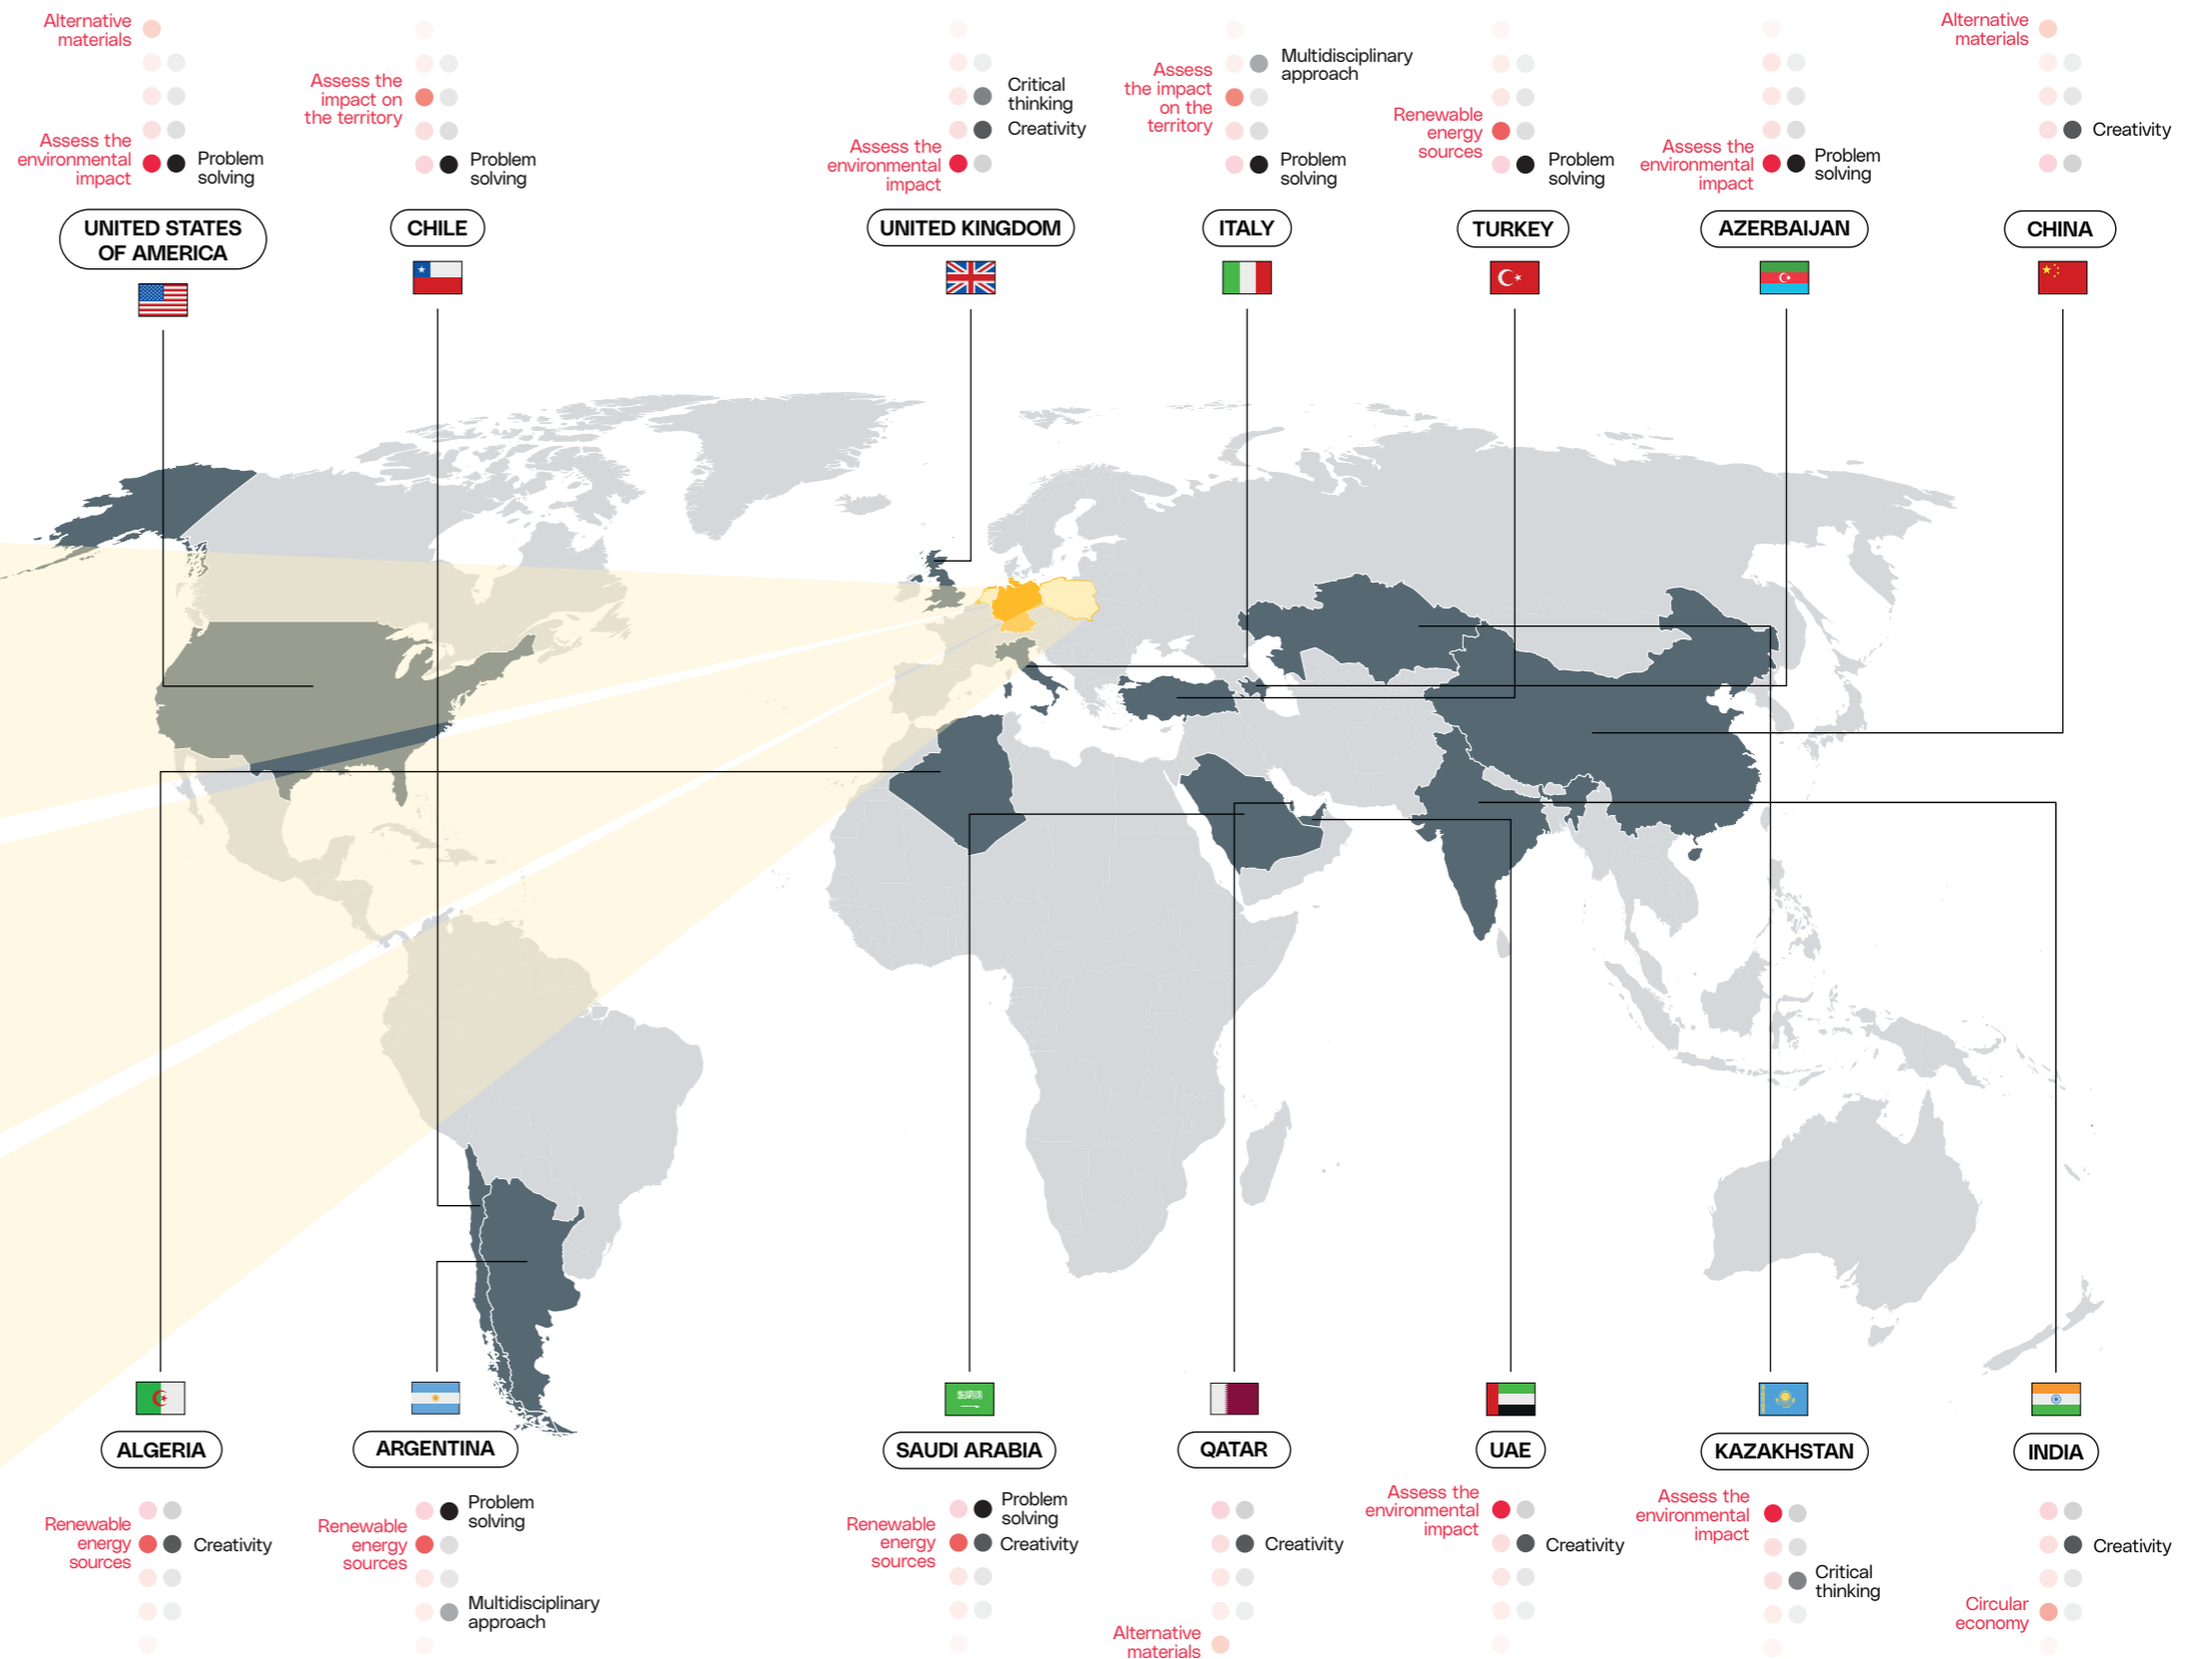 Alternative
materials
Assess the
environmental
impact
Problem
solving
UNITED STATES
OF AMERICA
Assess the
impact on
the territory
Problem
solving
CHILE
Critical
thinking
Creativity
Assess the
environmental
impact
UNITED KINGDOM
Multidisciplinary
approach
Assess
the impact
on the
territory
Problem
solving
ITALY
Renewable
energy
sources
Problem
solving
TURKEY
Assess the
environmental
impact
Problem
solving
AZERBAIJAN
Alternative
materials
Creativity
CHINA
ALGERIA
Renewable
energy
sources
Creativity
ARGENTINA
Problem
solving
Renewable
energy
sources
Multidisciplinary
approach
SAUDI ARABIA
Problem
solving
Renewable
energy
sources
Creativity
QATAR
Creativity
Alternative
materials
UAE
Assess the
environmental
impact
Creativity
KAZAKHSTAN
Assess the
environmental
impact
Critical
thinking
INDIA
Creativity
Circular
economy